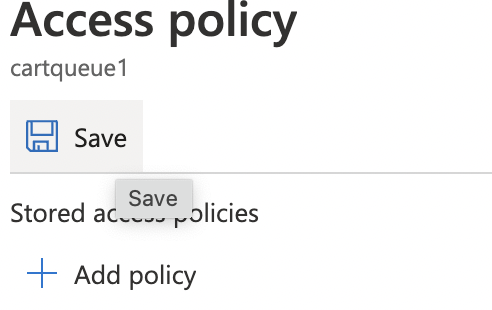 Access policy
cartqueue1
Save
Save
Stored access policies
Add policy